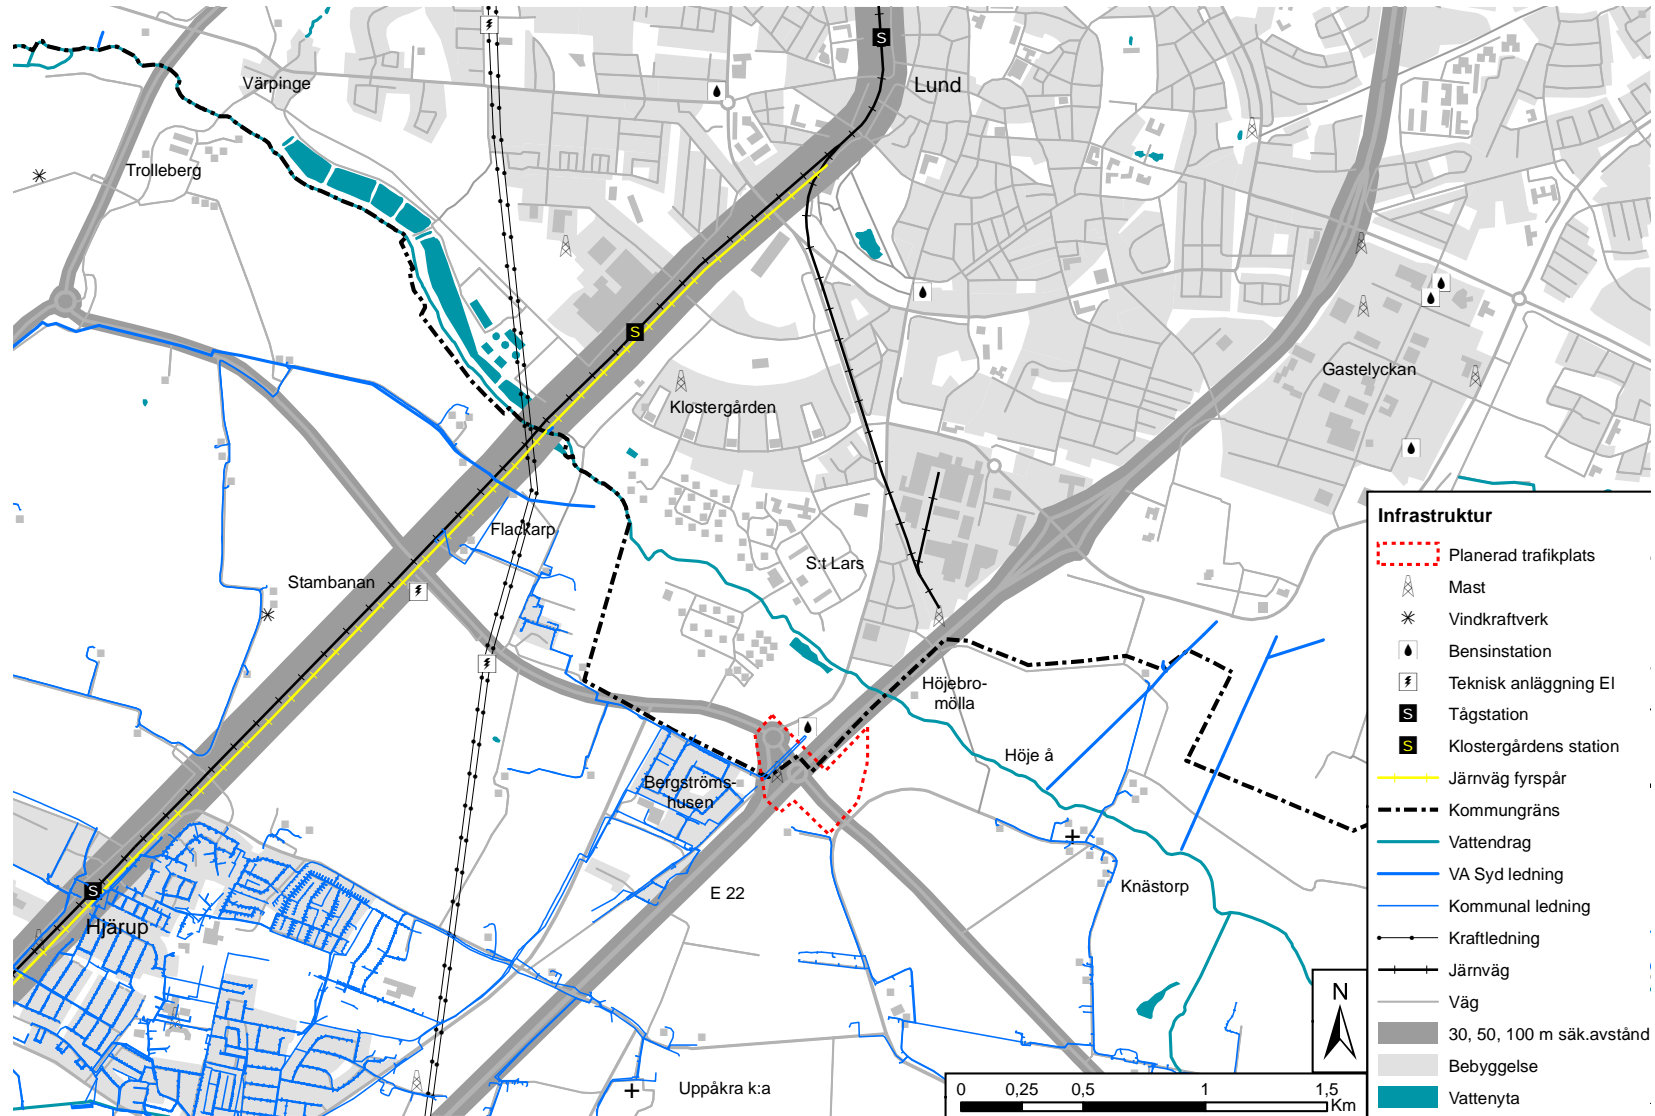 S
Lund
Värpinge
Trolleberg
S
Gastelyckan
Klostergården
Flackarp
Stambanan
S:t Lars
Höjebro-
mölla
Höje å
Bergströms-
husen
E 22
Knästorp
S
Hjärup
Uppåkra k:a
Infrastruktur
Planerad trafikplats
Mast
Vindkraftverk
Bensinstation
Teknisk anläggning El
S Tågstation
S Klostergårdens station
Järnväg fyrspår
Kommungräns
Vattendrag
VA Syd ledning
Kommunal ledning
Kraftledning
Järnväg
Väg
30, 50, 100 m säk.avstånd
Bebyggelse
Vattenyta
N
0 0,25 0,5 1 1,5
Km